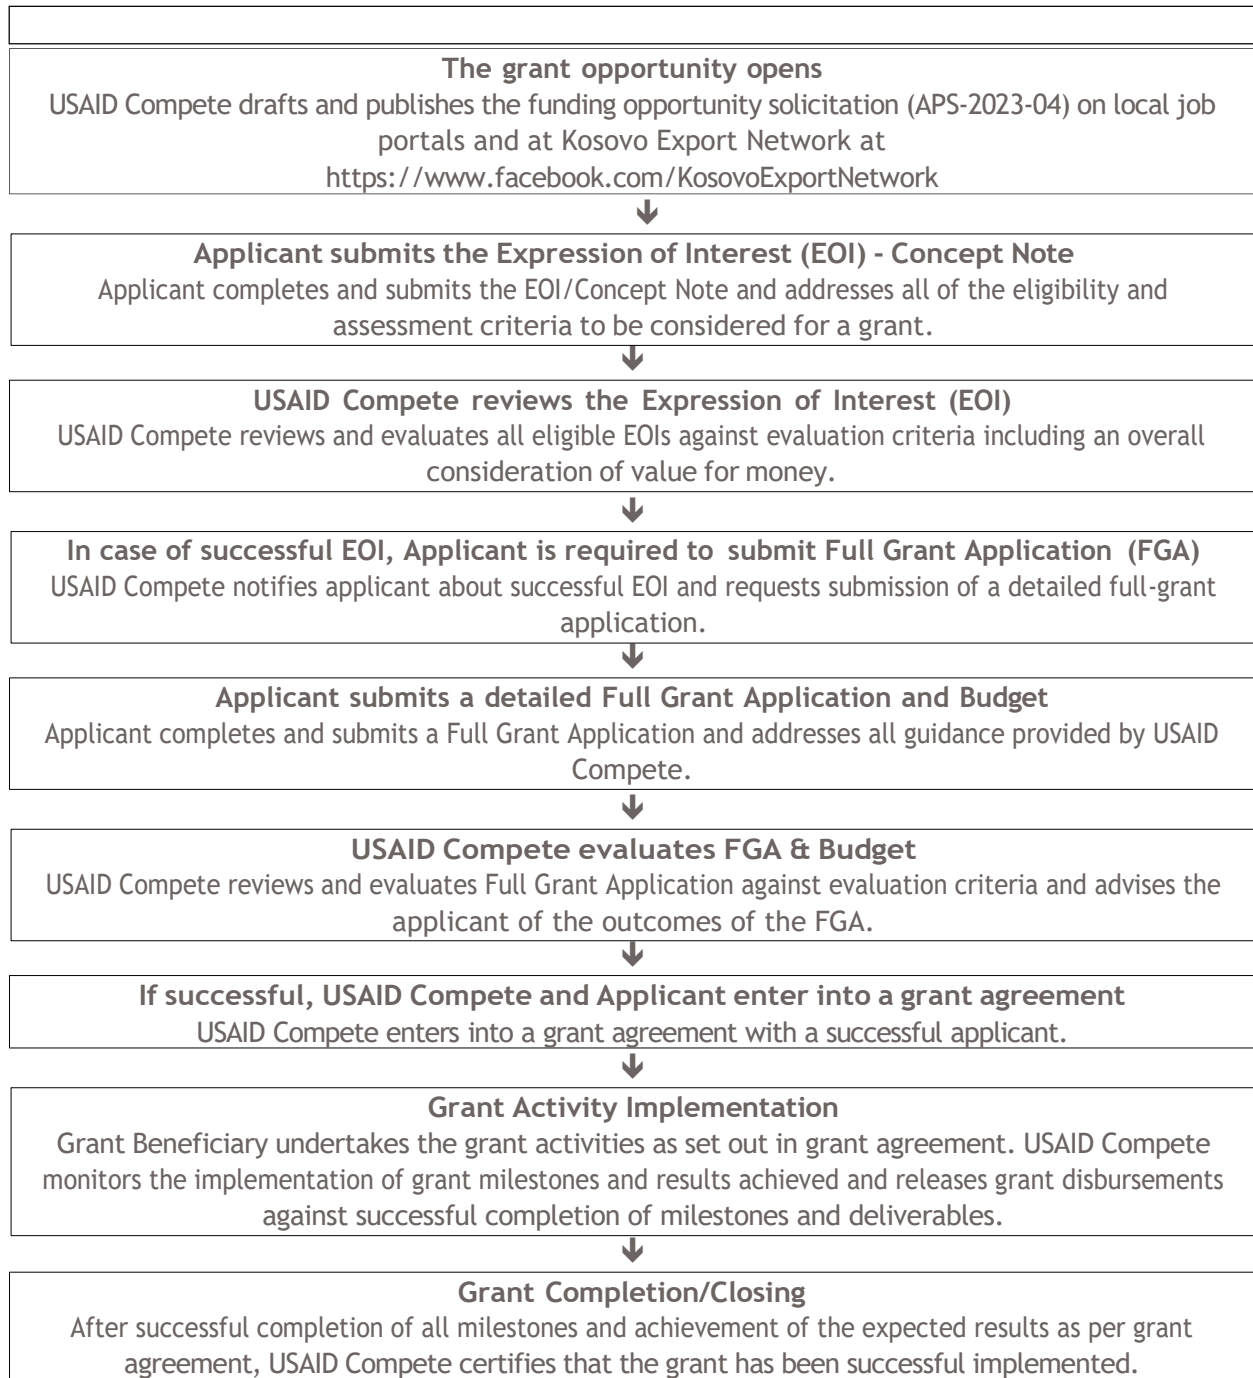 The grant opportunity opens
USAID Compete drafts and publishes the funding opportunity solicitation (APS-2023-04) on local job
portals and at Kosovo Export Network at
https://www.facebook.com/KosovoExportNetwork
Applicant submits the Expression of Interest (EOI) - Concept Note
Applicant completes and submits the EOI/Concept Note and addresses all of the eligibility and
assessment criteria to be considered for a grant.
USAID Compete reviews the Expression of Interest (EOI)
USAID Compete reviews and evaluates all eligible EOIs against evaluation criteria including an overall
consideration of value for money.
In case of successful EOI, Applicant is required to submit Full Grant Application (FGA)
USAID Compete notifies applicant about successful EOI and requests submission of a detailed full-grant
application.
Applicant submits a detailed Full Grant Application and Budget
Applicant completes and submits a Full Grant Application and addresses all guidance provided by USAID
Compete.
USAID Compete evaluates FGA & Budget
USAID Compete reviews and evaluates Full Grant Application against evaluation criteria and advises the
applicant of the outcomes of the FGA.
If successful, USAID Compete and Applicant enter into a grant agreement
USAID Compete enters into a grant agreement with a successful applicant.
Grant Activity Implementation
Grant Beneficiary undertakes the grant activities as set out in grant agreement. USAID Compete
monitors the implementation of grant milestones and results achieved and releases grant disbursements
against successful completion of milestones and deliverables.
Grant Completion/Closing
After successful completion of all milestones and achievement of the expected results as per grant
agreement, USAID Compete certifies that the grant has been successful implemented.